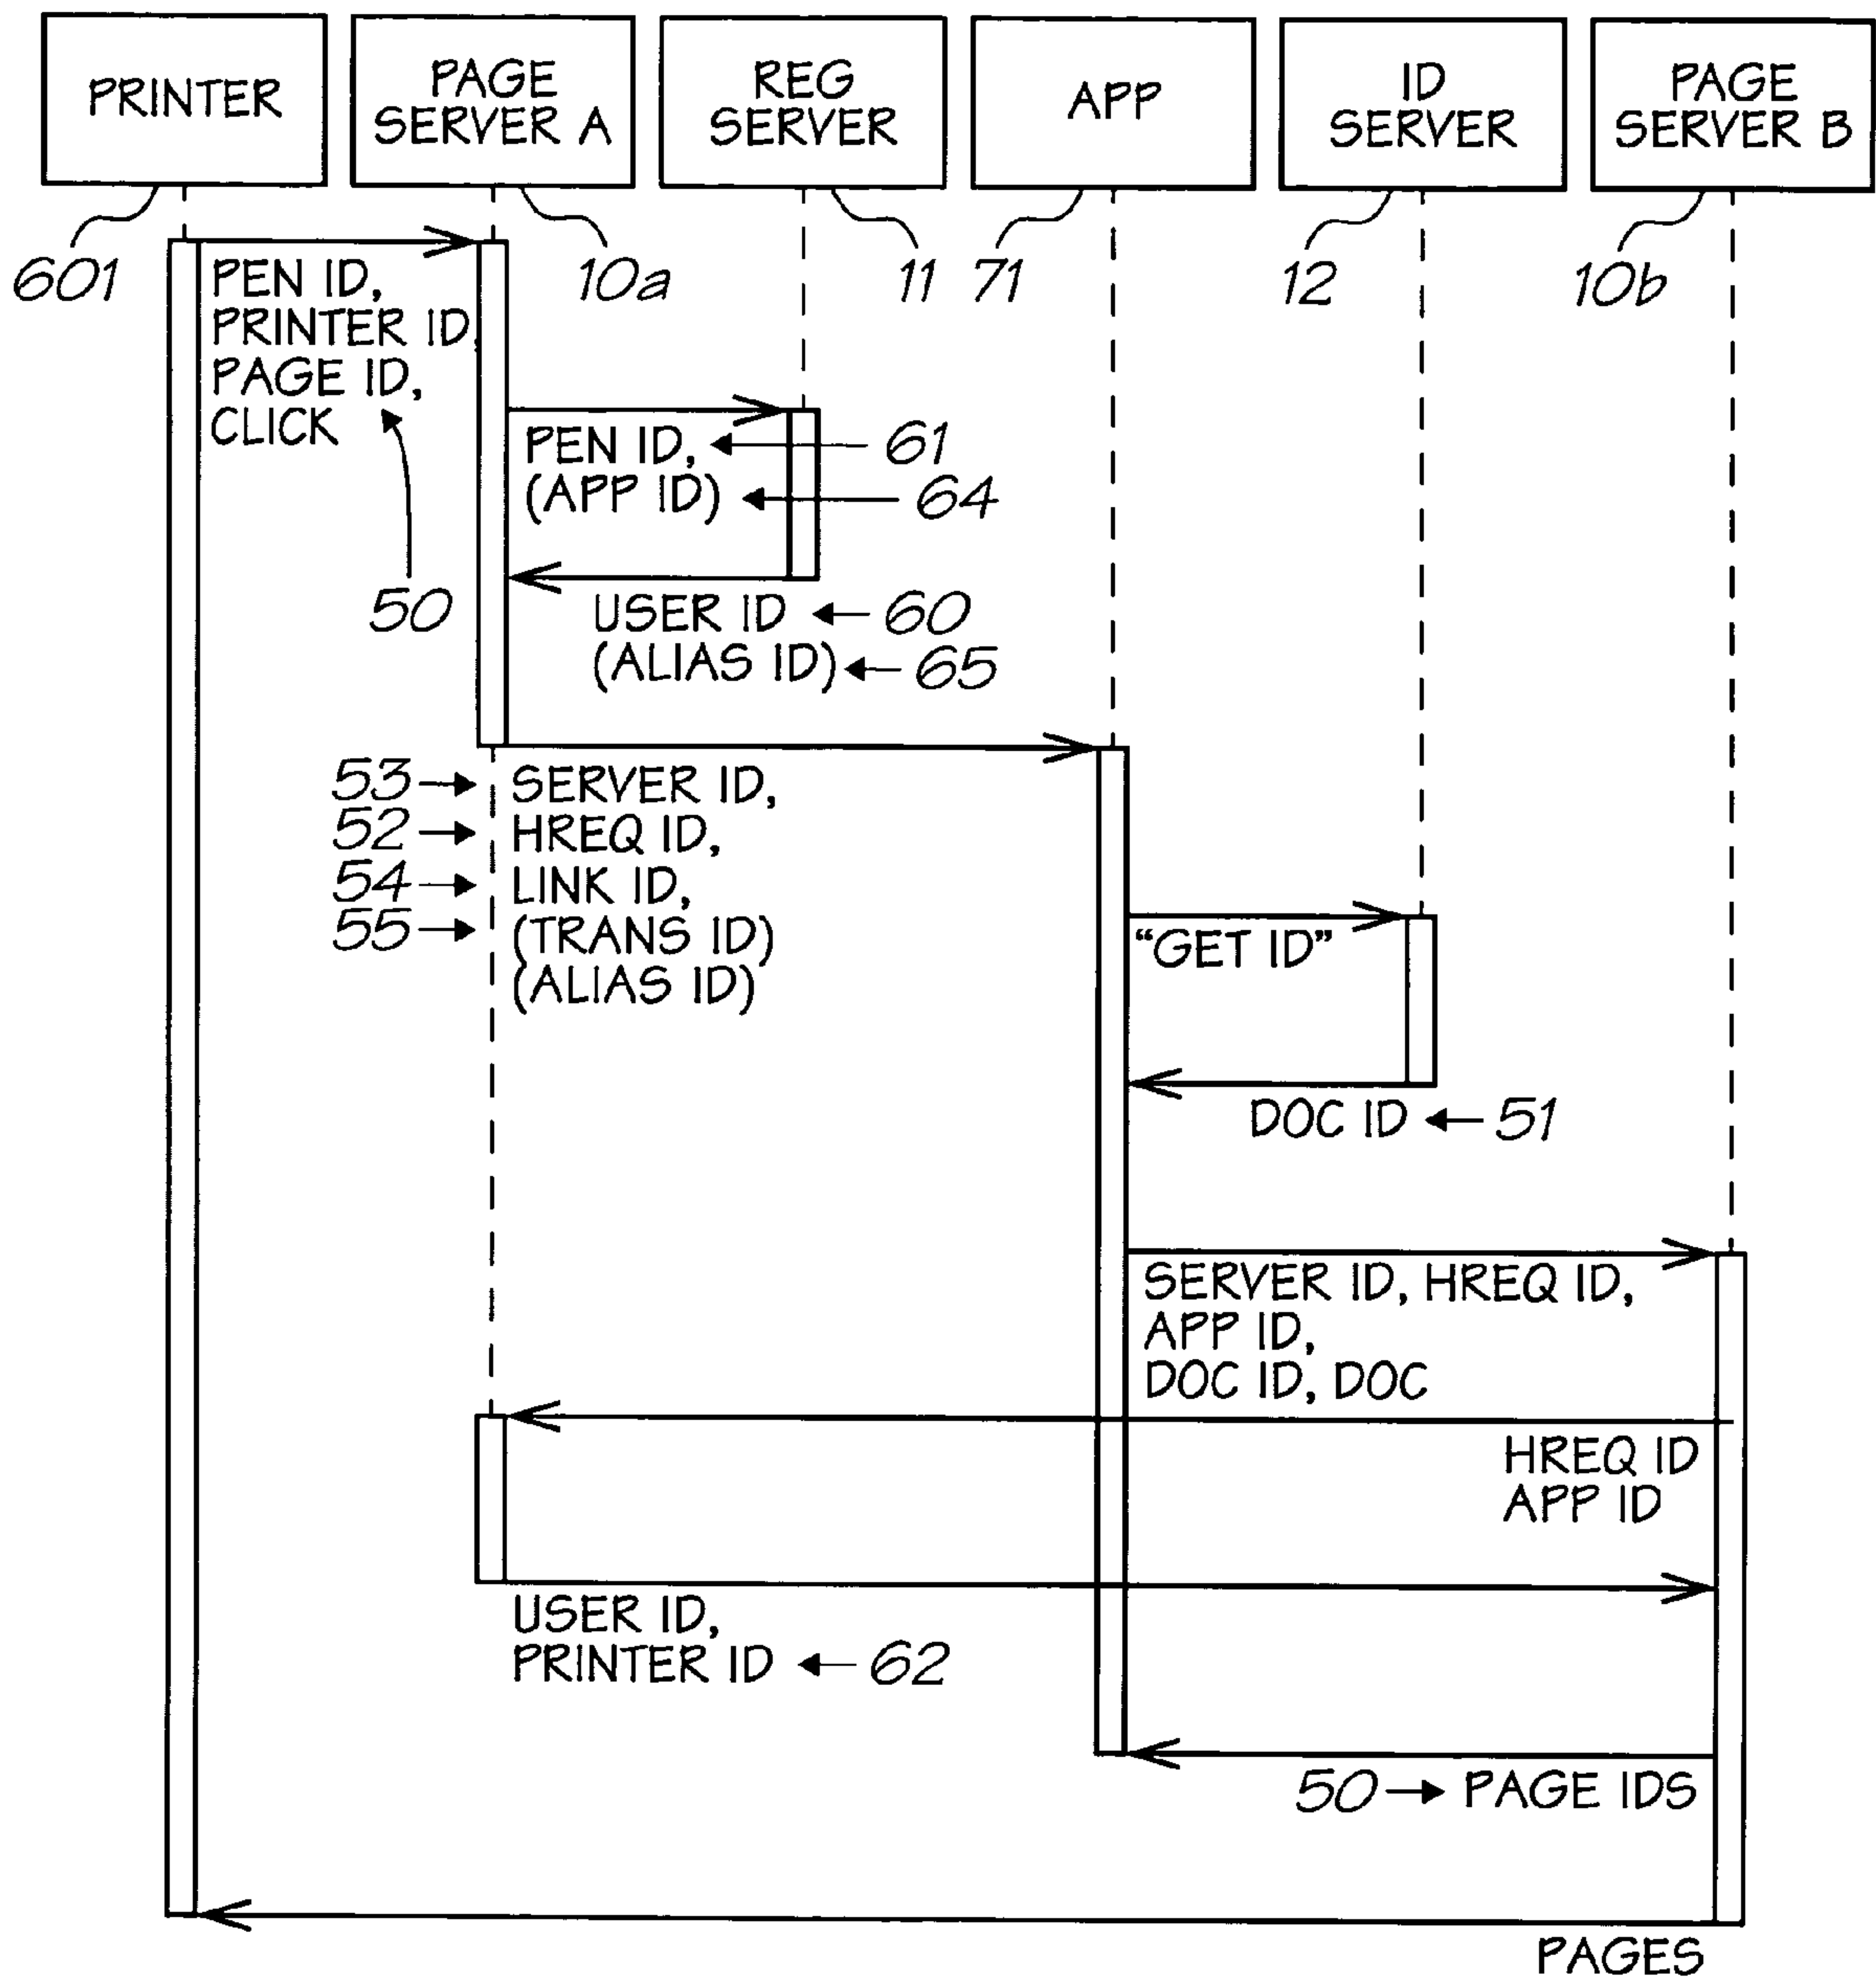 PRINTER
PAGE
SERVER A
REG
SERVER
APP
ID
SERVER
PAGE
SERVER B
601
10a
11
71
12
10b
PEN ID,
PRINTER ID
PAGE ID,
CLICK
50
PEN ID,
61
(APP ID)
64
USER ID
60
(ALIAS ID)
65
53
SERVER ID,
52
HREQ ID,
54
LINK ID,
55
(TRANS ID)
(ALIAS ID)
“GET ID”
DOC ID
51
SERVER ID, HREQ ID,
APP ID,
DOC ID, DOC
HREQ ID
APP ID
USER ID,
PRINTER ID
62
50
PAGE IDS
PAGES